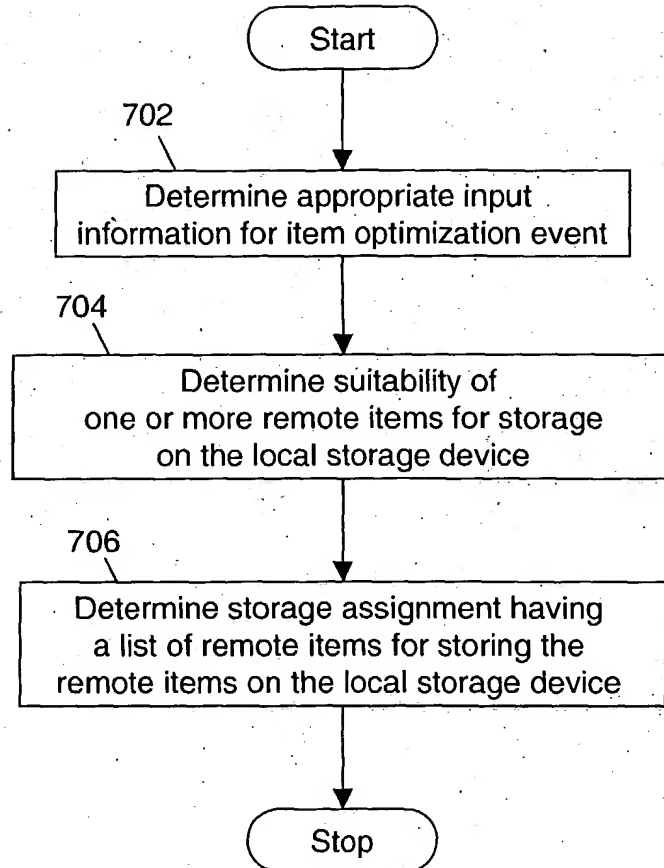 Start
702
Determine appropriate input
information for item optimization event
704
Determine suitability of
one or more remote items for storage
on the local storage device
706
Determine storage assignment having
a list of remote items for storing the
remote items on the local storage device
Stop